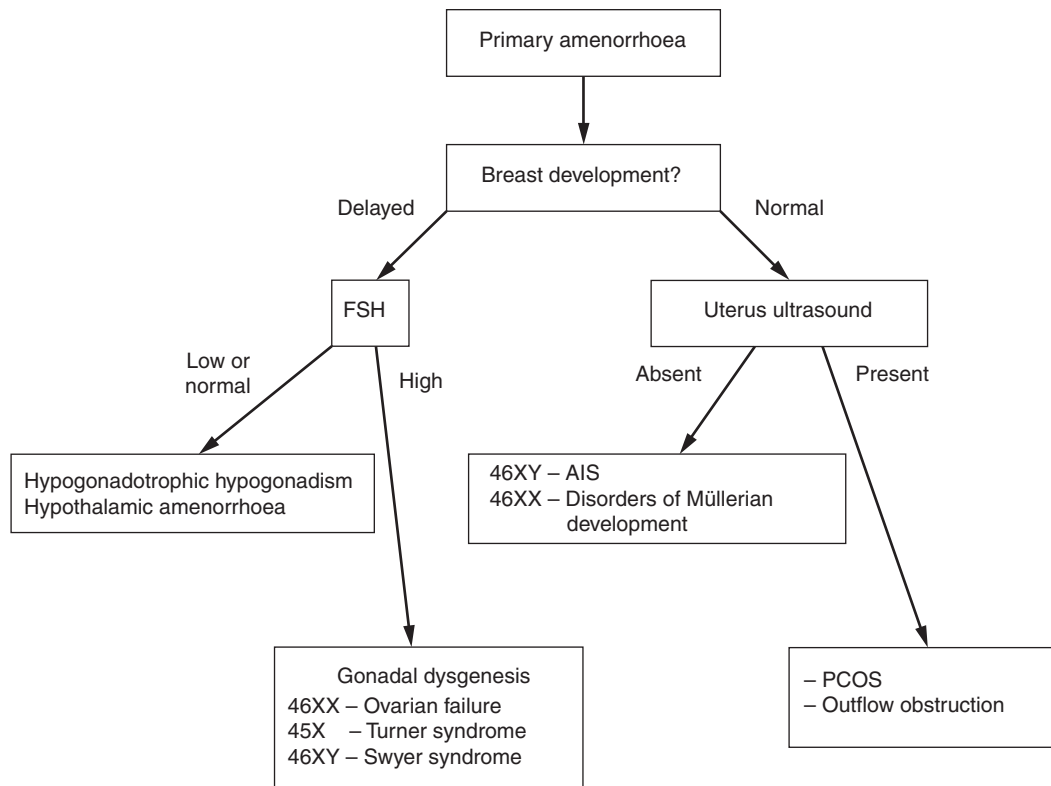 Primary amenorrhoea
Breast development?
Delayed
Normal
FSH
Uterus ultrasound
Low or
normal
High
Absent
Present
Hypogonadotrophic hypogonadism
Hypothalamic amenorrhoea
46XY – AIS
46XX – Disorders of Müllerian
development
Gonadal dysgenesis
46XX – Ovarian failure
45X – Turner syndrome
46XY – Swyer syndrome
– PCOS
– Outflow obstruction